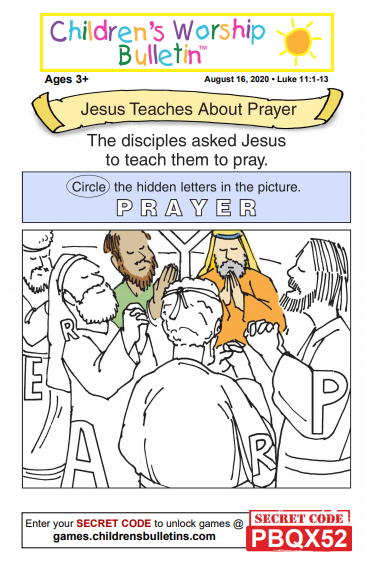 Children's Worship
Bulletin™
Ages 3+
August 16, 2020 • Luke 11:1-13
Jesus Teaches About Prayer
The disciples asked Jesus
to teach them to pray.
Circle the hidden letters in the picture.
P R A Y E R
Y
R
E
P
A
R
Enter your SECRET CODE to unlock games @
games.childrensbulletins.com
SECRET CODE
PBQX52